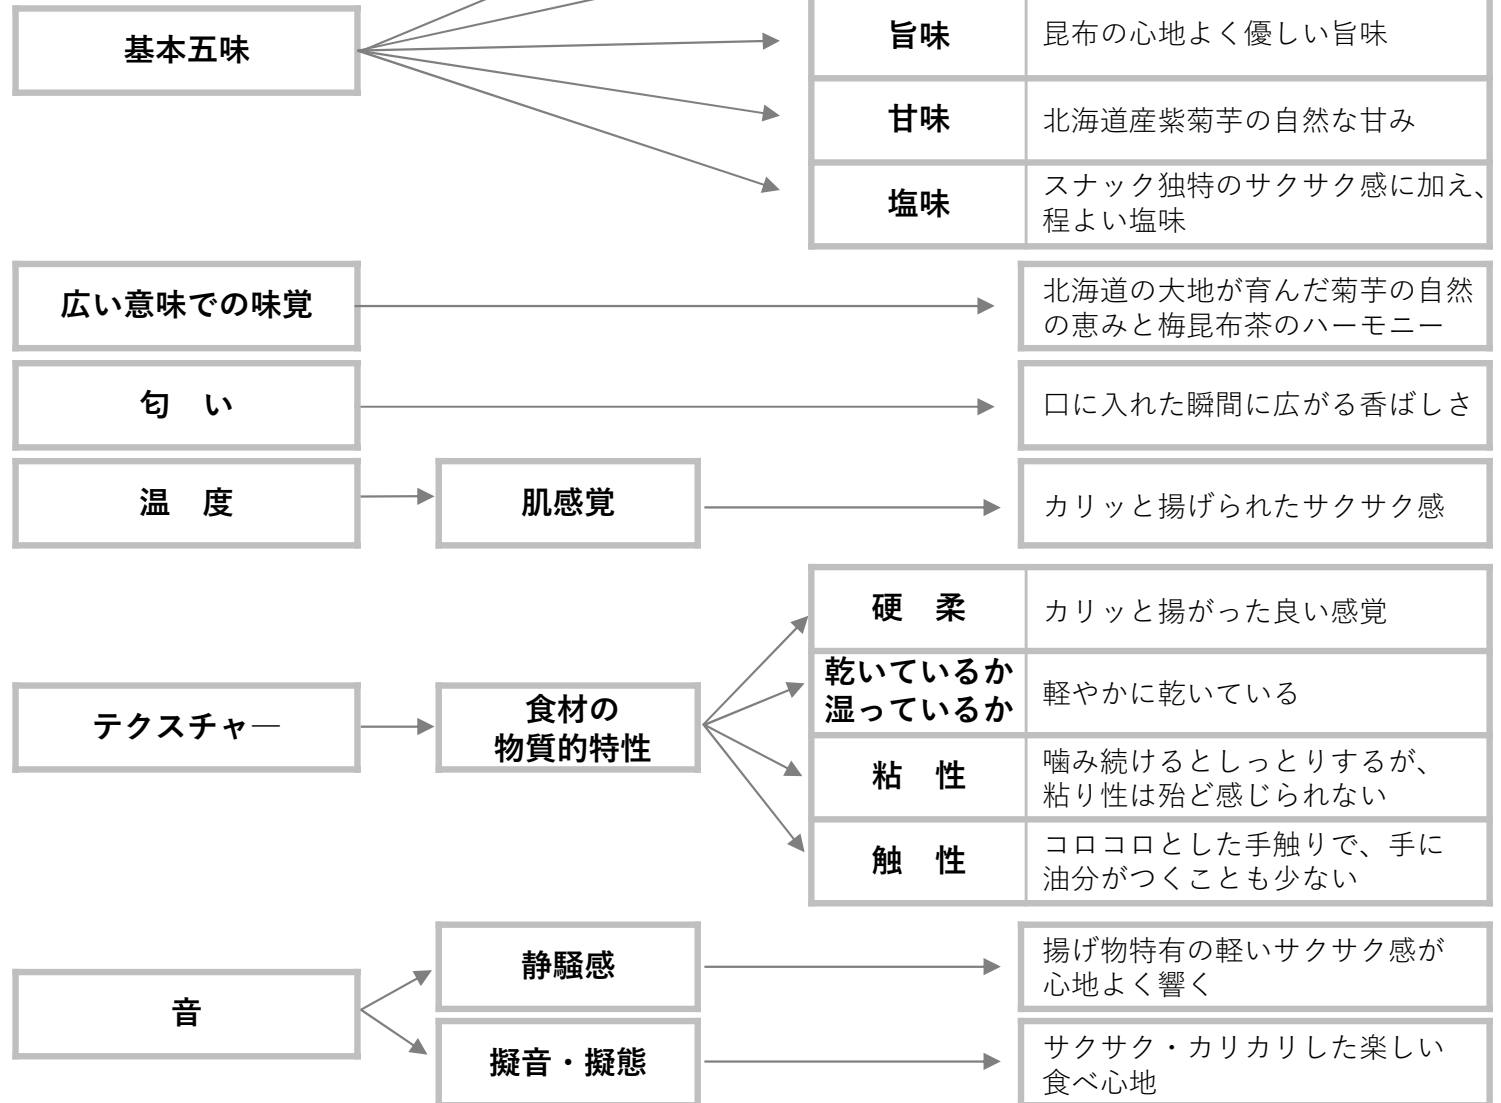 基本五味
旨味
昆布の心地よく優しい旨味
甘味
北海道産紫菊芋の自然な甘み
塩味
スナック独特のサクサク感に加え、
程よい塩味
広い意味での味覚
北海道の大地が育んだ菊芋の自然
の恵みと梅昆布茶のハーモニー
匂　い
口に入れた瞬間に広がる香ばしさ
温　度
肌感覚
カリッと揚げられたサクサク感
テクスチャ―
食材の
物質的特性
硬　柔
カリッと揚がった良い感覚
乾いているか
湿っているか
軽やかに乾いている
粘　性
噛み続けるとしっとりするが、
粘り性は殆ど感じられない
触　性
コロコロとした手触りで、手に
油分がつくことも少ない
音
静騒感
揚げ物特有の軽いサクサク感が
心地よく響く
擬音・擬態
サクサク・カリカリした楽しい
食べ心地